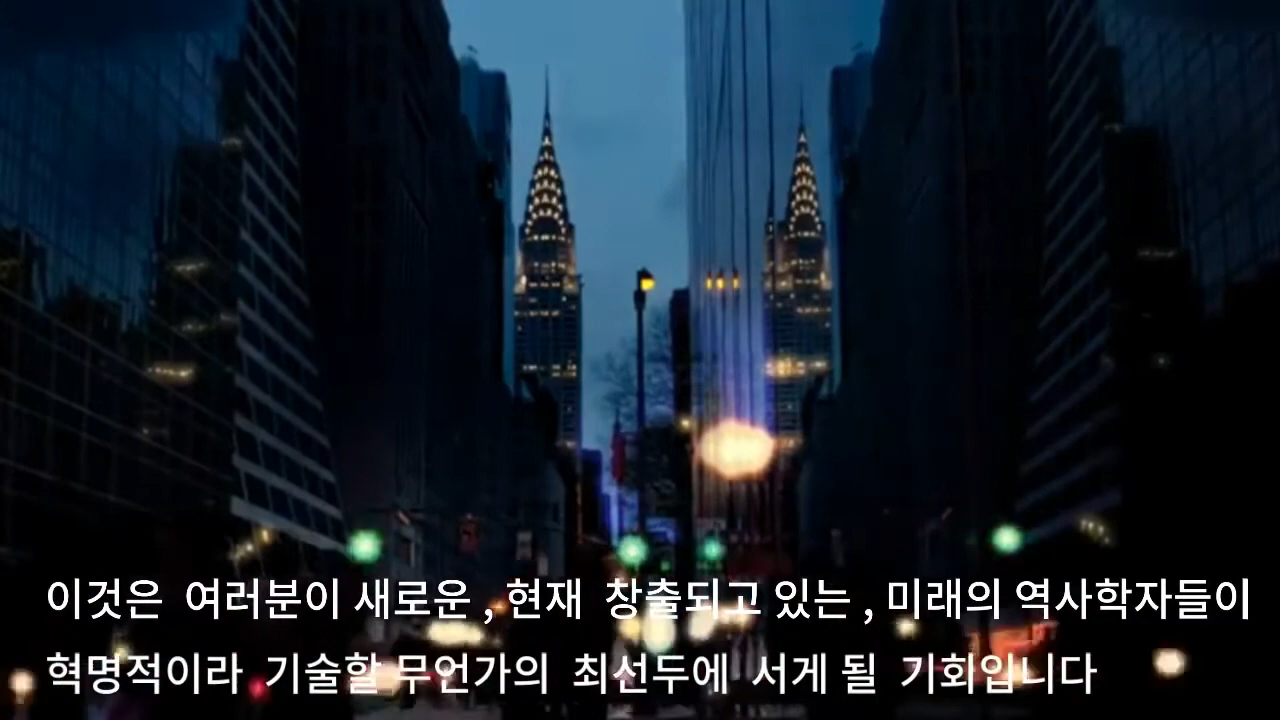 이것은 여러분이 새로운 , 현재 창출되고 있는 , 미래의 역사학자들이
혁명적이라 기술할 무언가의 최선두에 서게 될 기회입니다